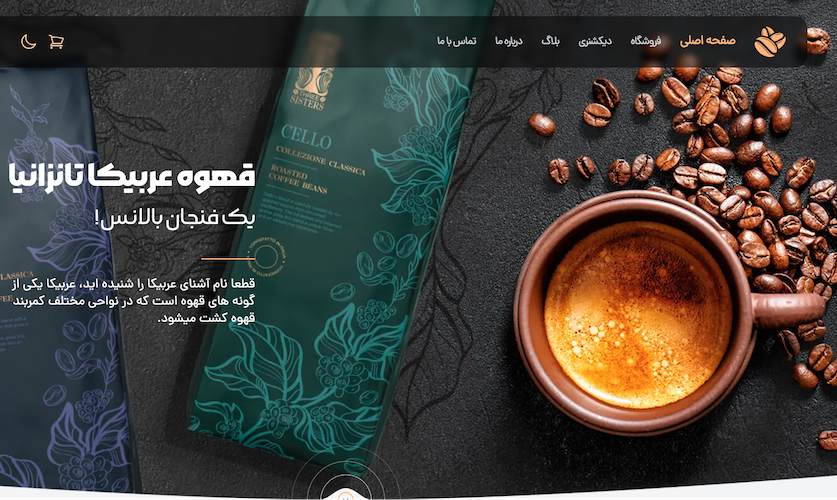 صفحه اصلی
فروشگاه
دیکشنری
بلاگ
درباره ما
تماس با ما
THREE
SISTERS
CELLO
COLLEZIONE CLASSICA
ROASTED
COFFEE BEANS
قهوه عربیکا تانزانیا
یک فنجان بالانس!
قطعا نام آشنای عربیکا را شنیده اید، عربیکا یکی از
گونه های قهوه است که در نواحی مختلف کمربند
قهوه کشت میشود.